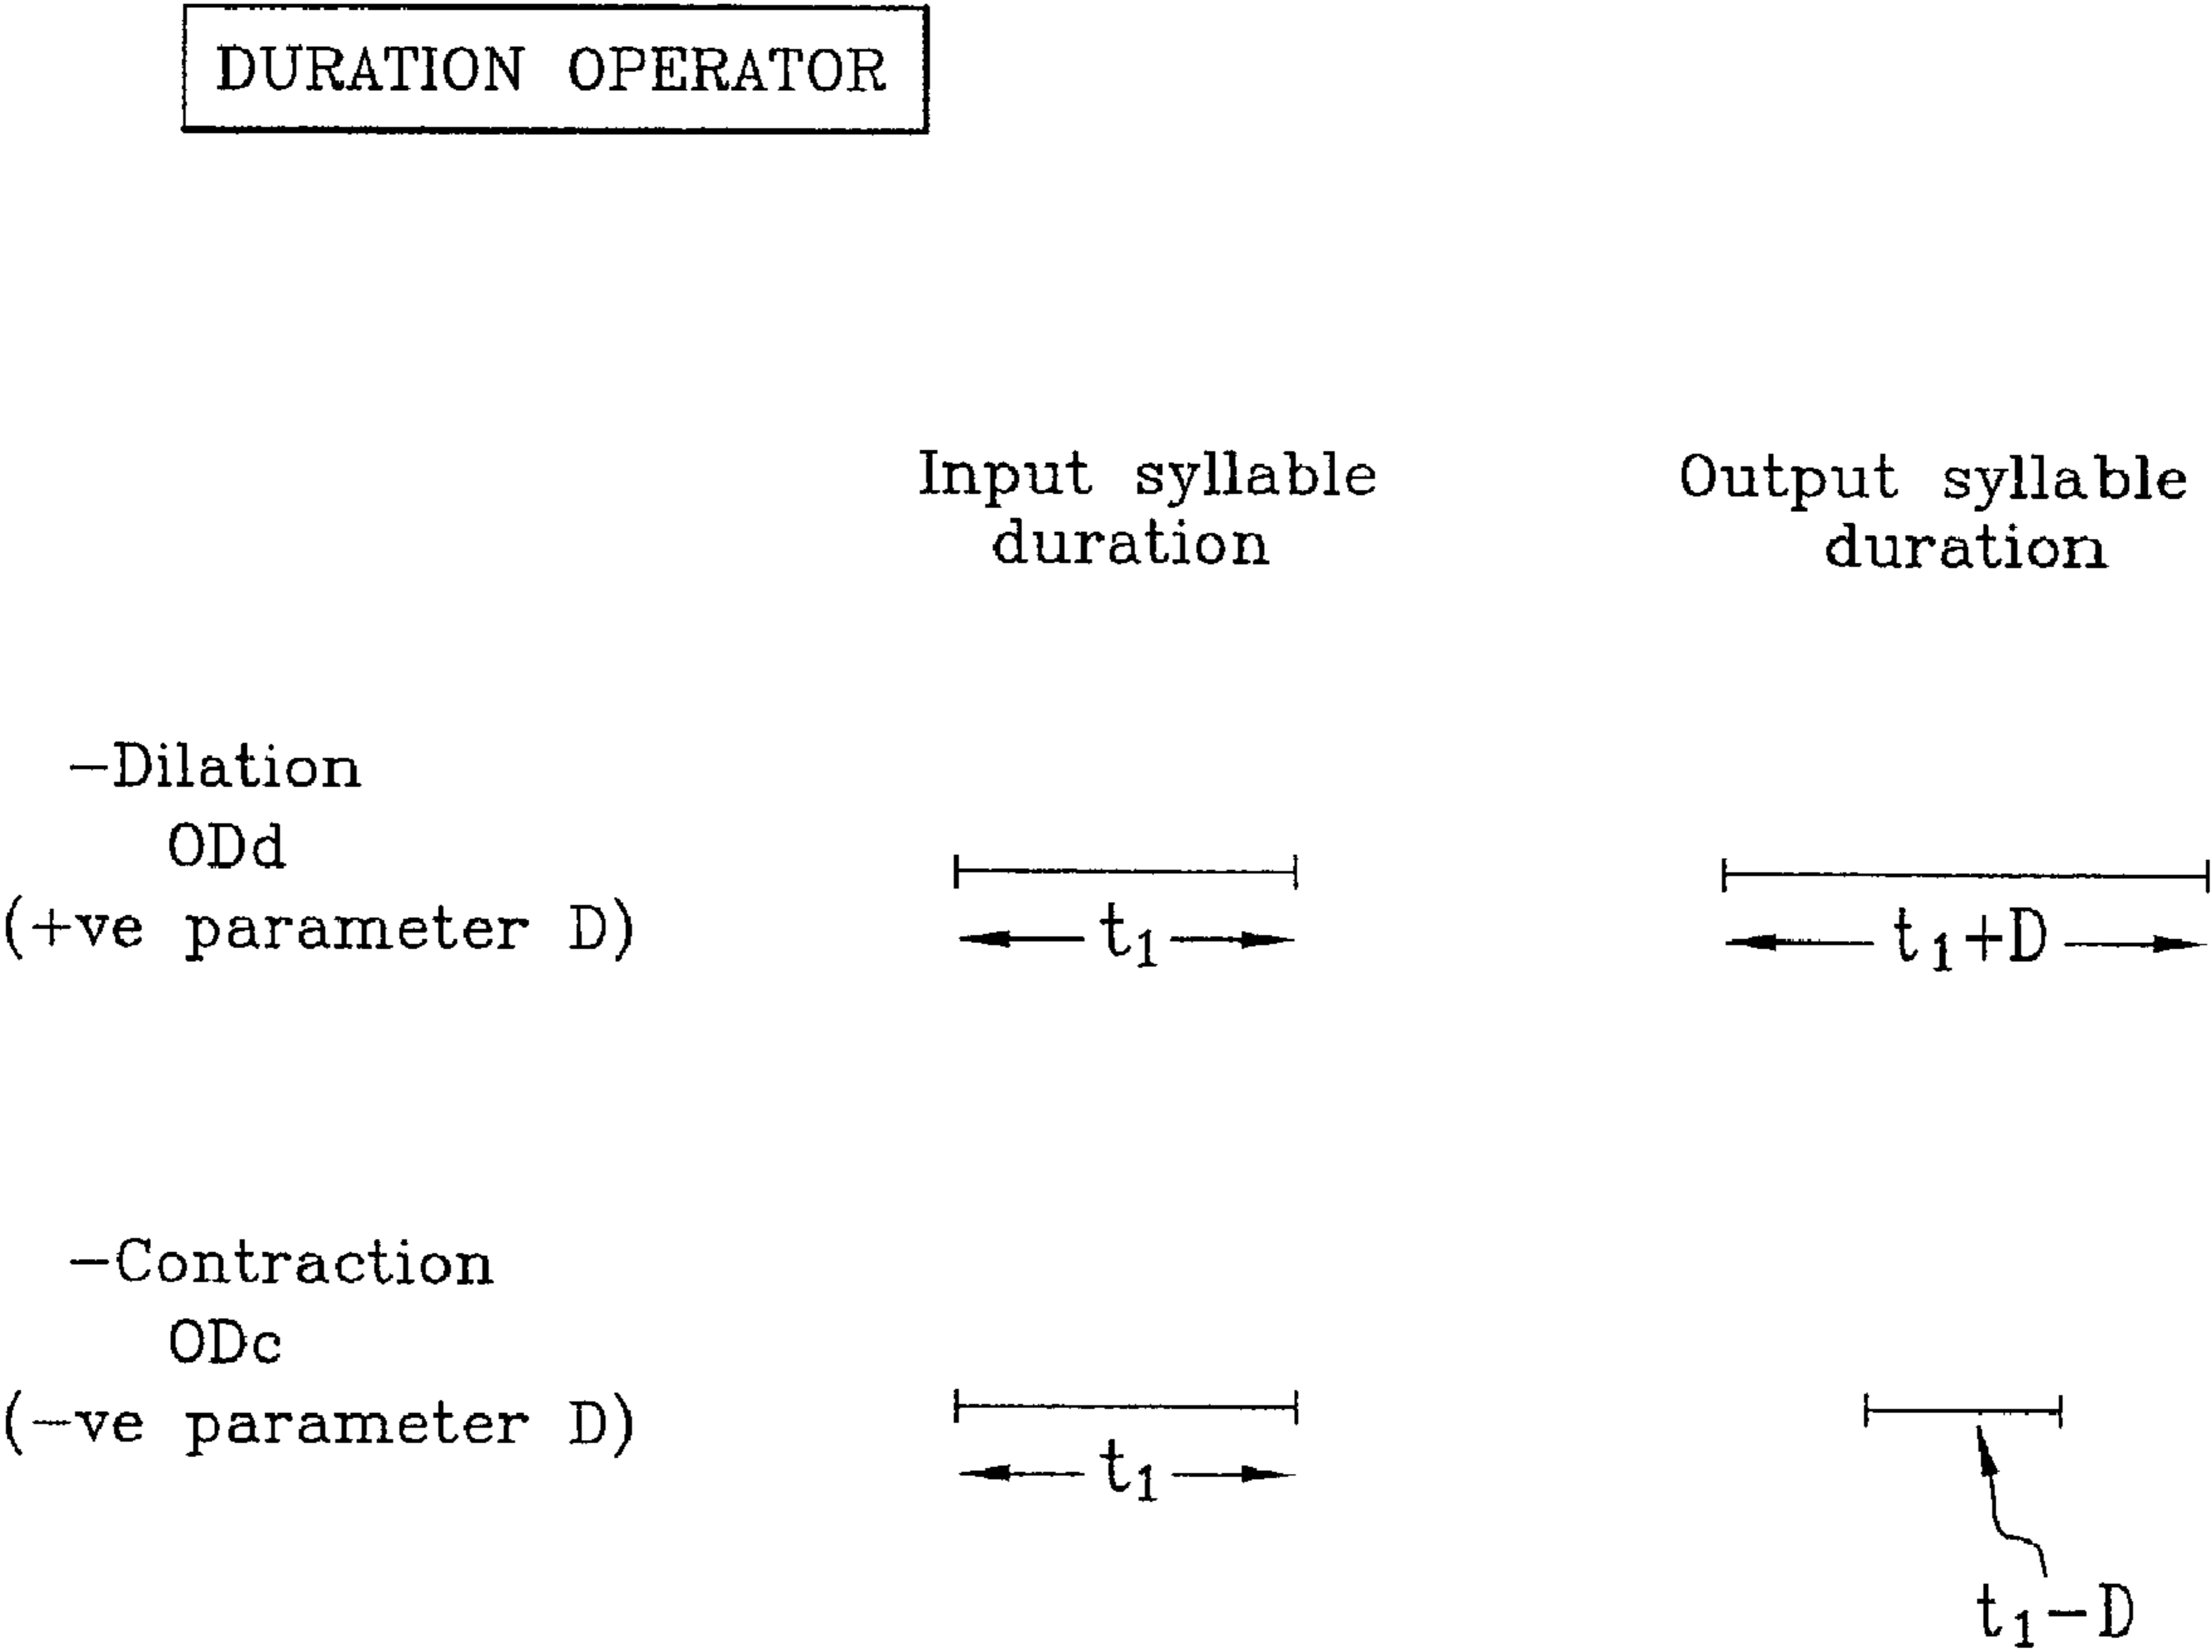 DURATION OPERATOR
Input syllable
duration
Output syllable
duration
—Dilation
ODd
(+ve parameter D)
t₁
t₁+D
—Contraction
ODc
(—ve parameter D)
t₁
t₁—D